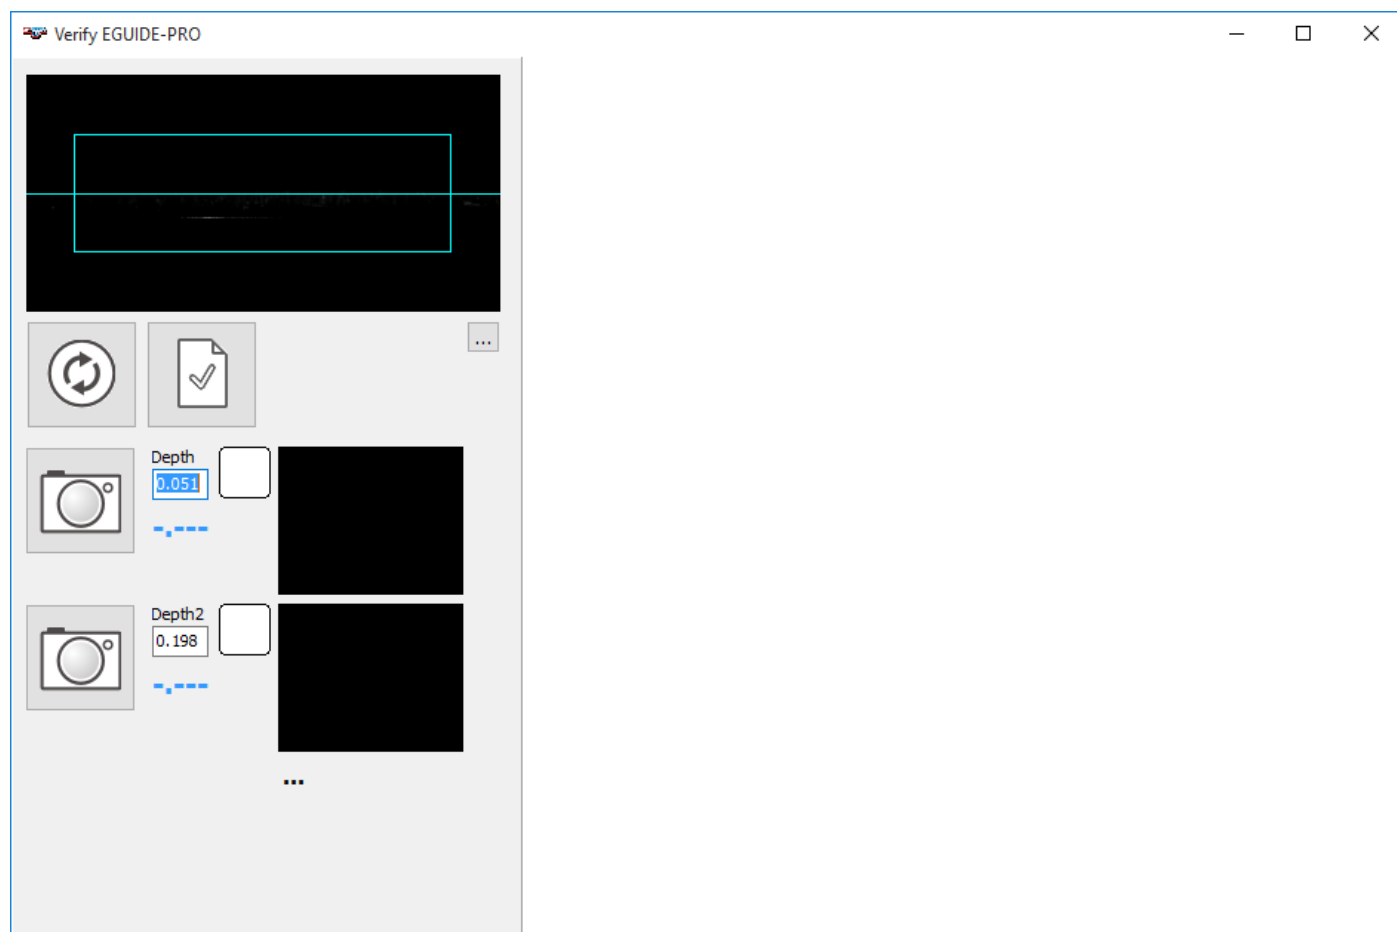 Verify EGUIDE-PRO
...
Depth
0.051
-.---
Depth2
0.198
-.---
...